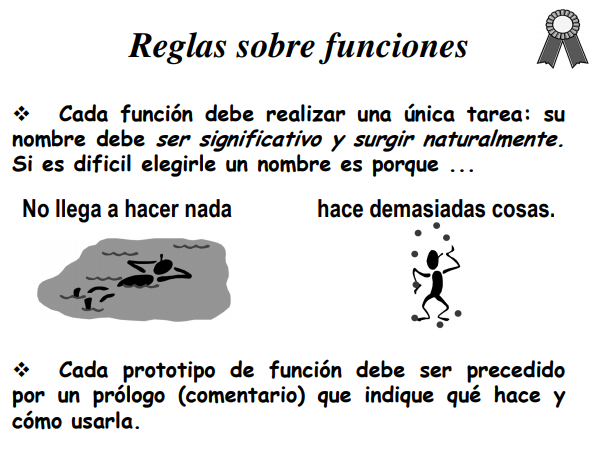 Reglas sobre funciones
❖ Cada función debe realizar una única tarea: su
nombre debe ser significativo y surgir naturalmente.
Si es dificil elegirle un nombre es porque ...
No llega a hacer nada
hace demasiadas cosas.
❖ Cada prototipo de función debe ser precedido
por un prólogo (comentario) que indique qué hace y
cómo usarla.